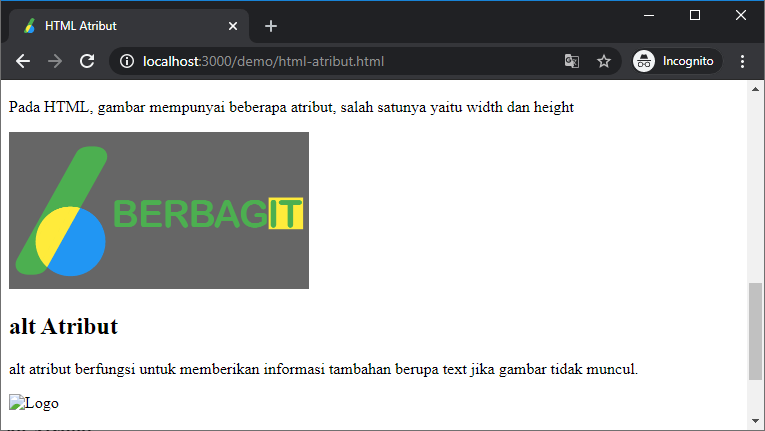 HTML Atribut
localhost:3000/demo/html-atribut.html
Incognito
Pada HTML, gambar mempunyai beberapa atribut, salah satunya yaitu width dan height
BERBAGIT
alt Atribut
alt atribut berfungsi untuk memberikan informasi tambahan berupa text jika gambar tidak muncul.
Logo